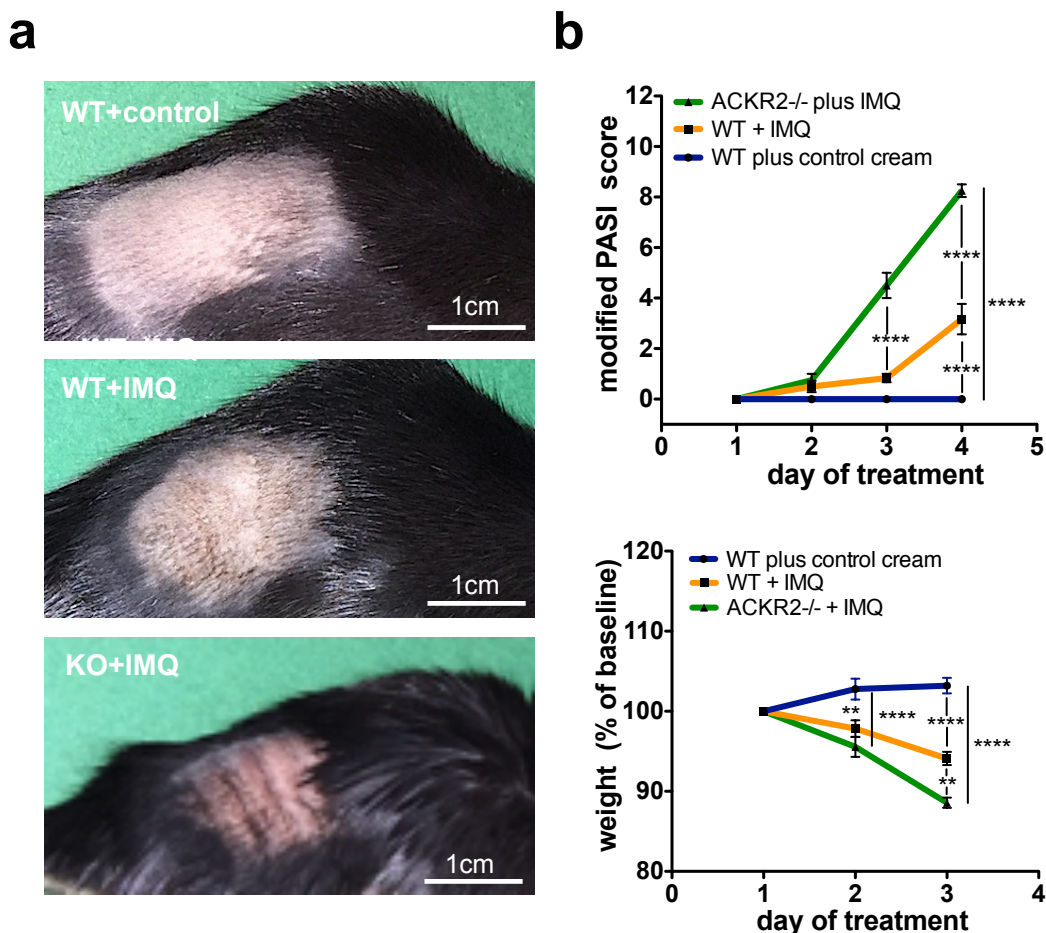 a
WT+control
1cm
WT+IMQ
1cm
KO+IMQ
1cm
b
modified PASI score
12
10
8
6
4
2
0
ACKR2-/- plus IMQ
WT + IMQ
WT plus control cream
****
****
****
****
0
1
2
3
4
5
day of treatment
weight (% of baseline)
120
110
100
90
80
WT plus control cream
WT + IMQ
ACKR2-/- + IMQ
**
****
****
****
**
0
1
2
3
4
day of treatment